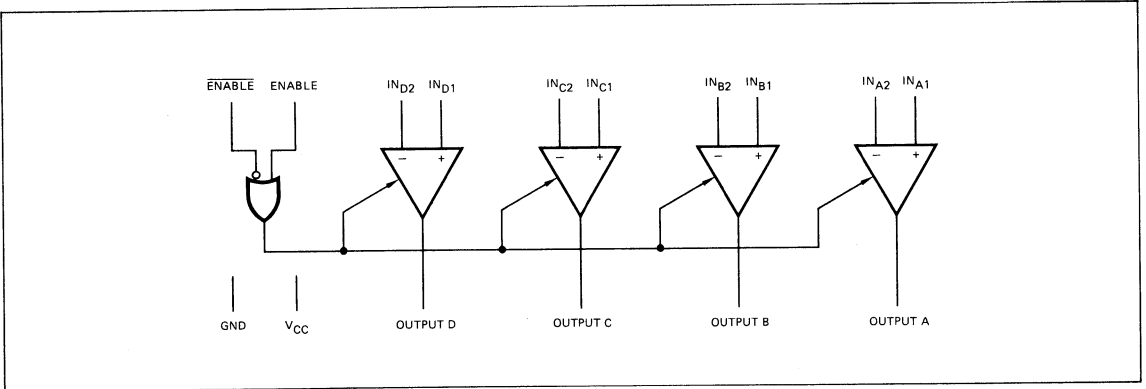 ENABLE ENABLE IND2 IND1 INC2 INC1 INB2 INB1 INA2 INA1
− + − + − + − +
GND VCC OUTPUT D OUTPUT C OUTPUT B OUTPUT A